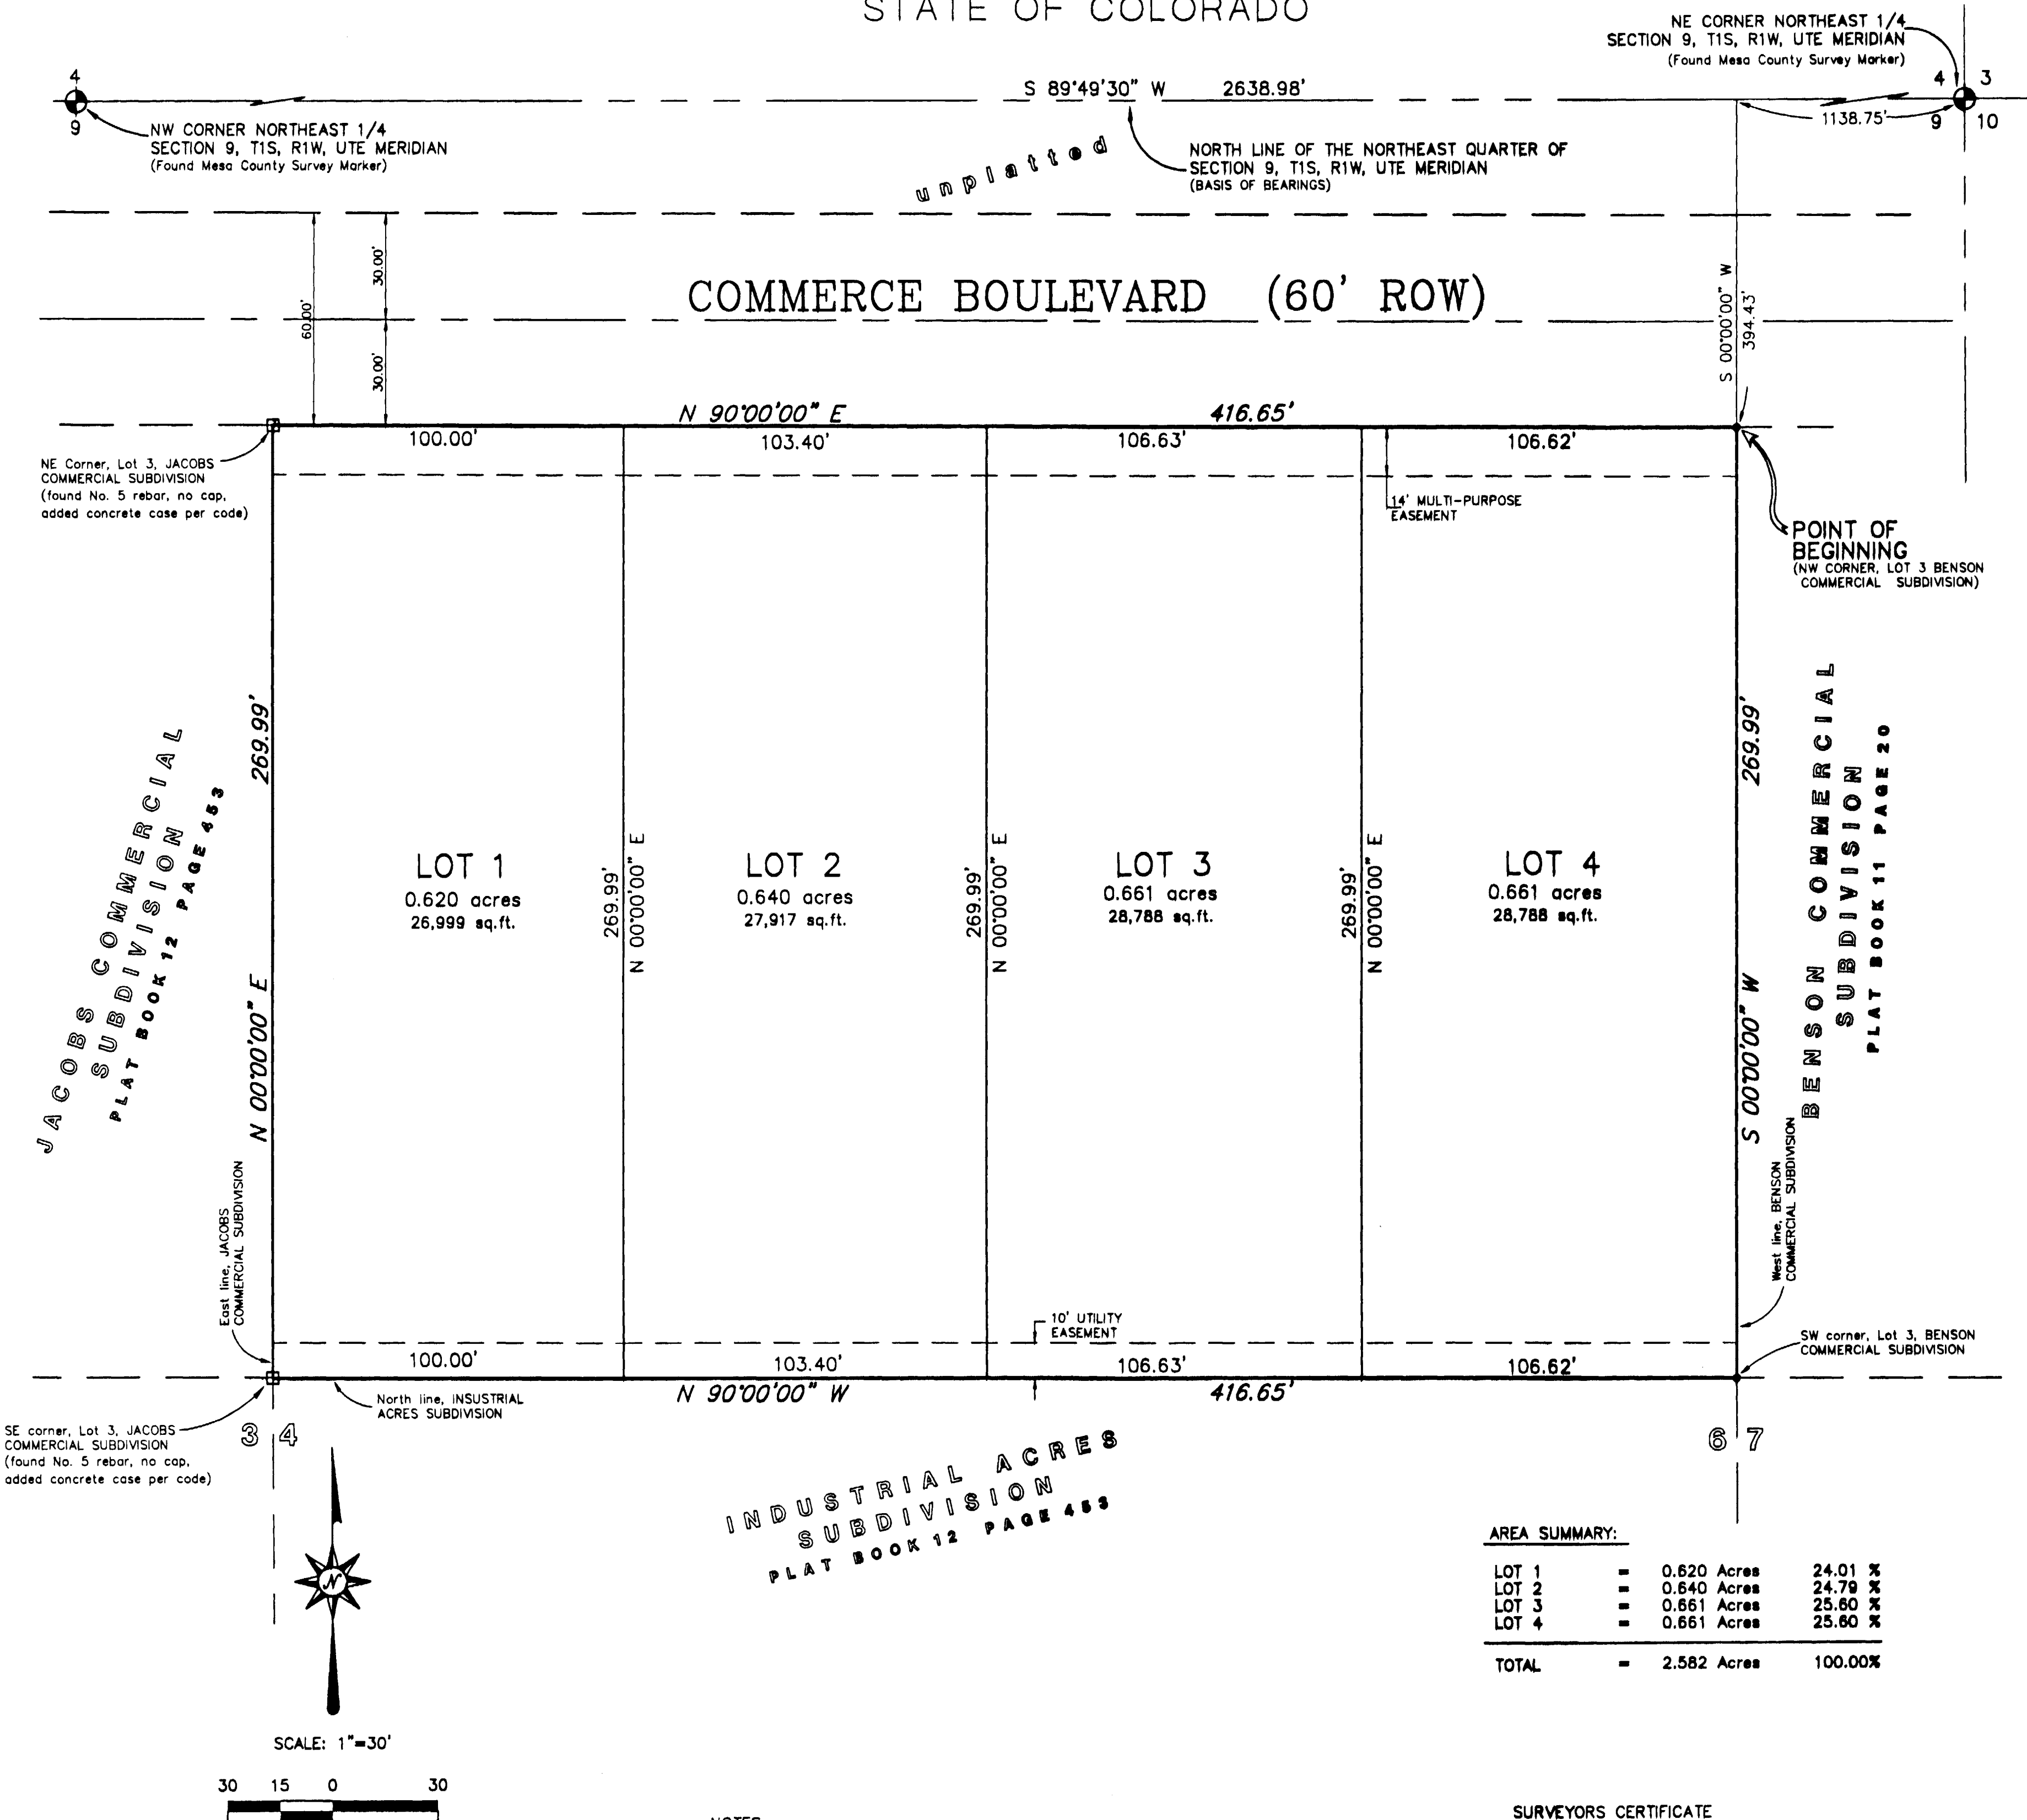 STATE OF COLORADO
NE CORNER NORTHEAST 1/4
SECTION 9, T1S, R1W, UTE MERIDIAN
(Found Mesa County Survey Marker)
4
9
4 3
9 10
S 89°49'30" W 2638.98'
1138.75'
NW CORNER NORTHEAST 1/4
SECTION 9, T1S, R1W, UTE MERIDIAN
(Found Mesa County Survey Marker)
unplatted
NORTH LINE OF THE NORTHEAST QUARTER OF
SECTION 9, T1S, R1W, UTE MERIDIAN
(BASIS OF BEARINGS)
60.00'
30.00'
30.00'
COMMERCE BOULEVARD (60' ROW)
S 00°00'00" W
394.43'
N 90°00'00" E 416.65'
100.00' 103.40' 106.63' 106.62'
NE Corner, Lot 3, JACOBS
COMMERCIAL SUBDIVISION
(found No. 5 rebar, no cap,
added concrete case per code)
14' MULTI-PURPOSE
EASEMENT
POINT OF
BEGINNING
(NW CORNER, LOT 3 BENSON
COMMERCIAL SUBDIVISION)
JACOBS COMMERCIAL
SUBDIVISION
PLAT BOOK 12 PAGE 453
N 00°00'00" E 269.99'
LOT 1
0.620 acres
26,999 sq.ft.
269.99'
N 00°00'00" E
LOT 2
0.640 acres
27,917 sq.ft.
269.99'
N 00°00'00" E
LOT 3
0.661 acres
28,788 sq.ft.
269.99'
N 00°00'00" E
LOT 4
0.661 acres
28,788 sq.ft.
S 00°00'00" W 269.99'
BENSON COMMERCIAL
SUBDIVISION
PLAT BOOK 11 PAGE 20
East line, JACOBS
COMMERCIAL SUBDIVISION
West line, BENSON
COMMERCIAL SUBDIVISION
10' UTILITY
EASEMENT
SW corner, Lot 3, BENSON
COMMERCIAL SUBDIVISION
100.00' 103.40' 106.63' 106.62'
N 90°00'00" W 416.65'
North line, INSUSTRIAL
ACRES SUBDIVISION
SE corner, Lot 3, JACOBS
COMMERCIAL SUBDIVISION
(found No. 5 rebar, no cap,
added concrete case per code)
3 4
6 7
INDUSTRIAL ACRES
SUBDIVISION
PLAT BOOK 12 PAGE 453
N
AREA SUMMARY:
LOT 1 = 0.620 Acres 24.01 %
LOT 2 = 0.640 Acres 24.79 %
LOT 3 = 0.661 Acres 25.60 %
LOT 4 = 0.661 Acres 25.60 %
TOTAL = 2.582 Acres 100.00%
SCALE: 1"=30'
30 15 0 30
NOTES
SURVEYORS CERTIFICATE